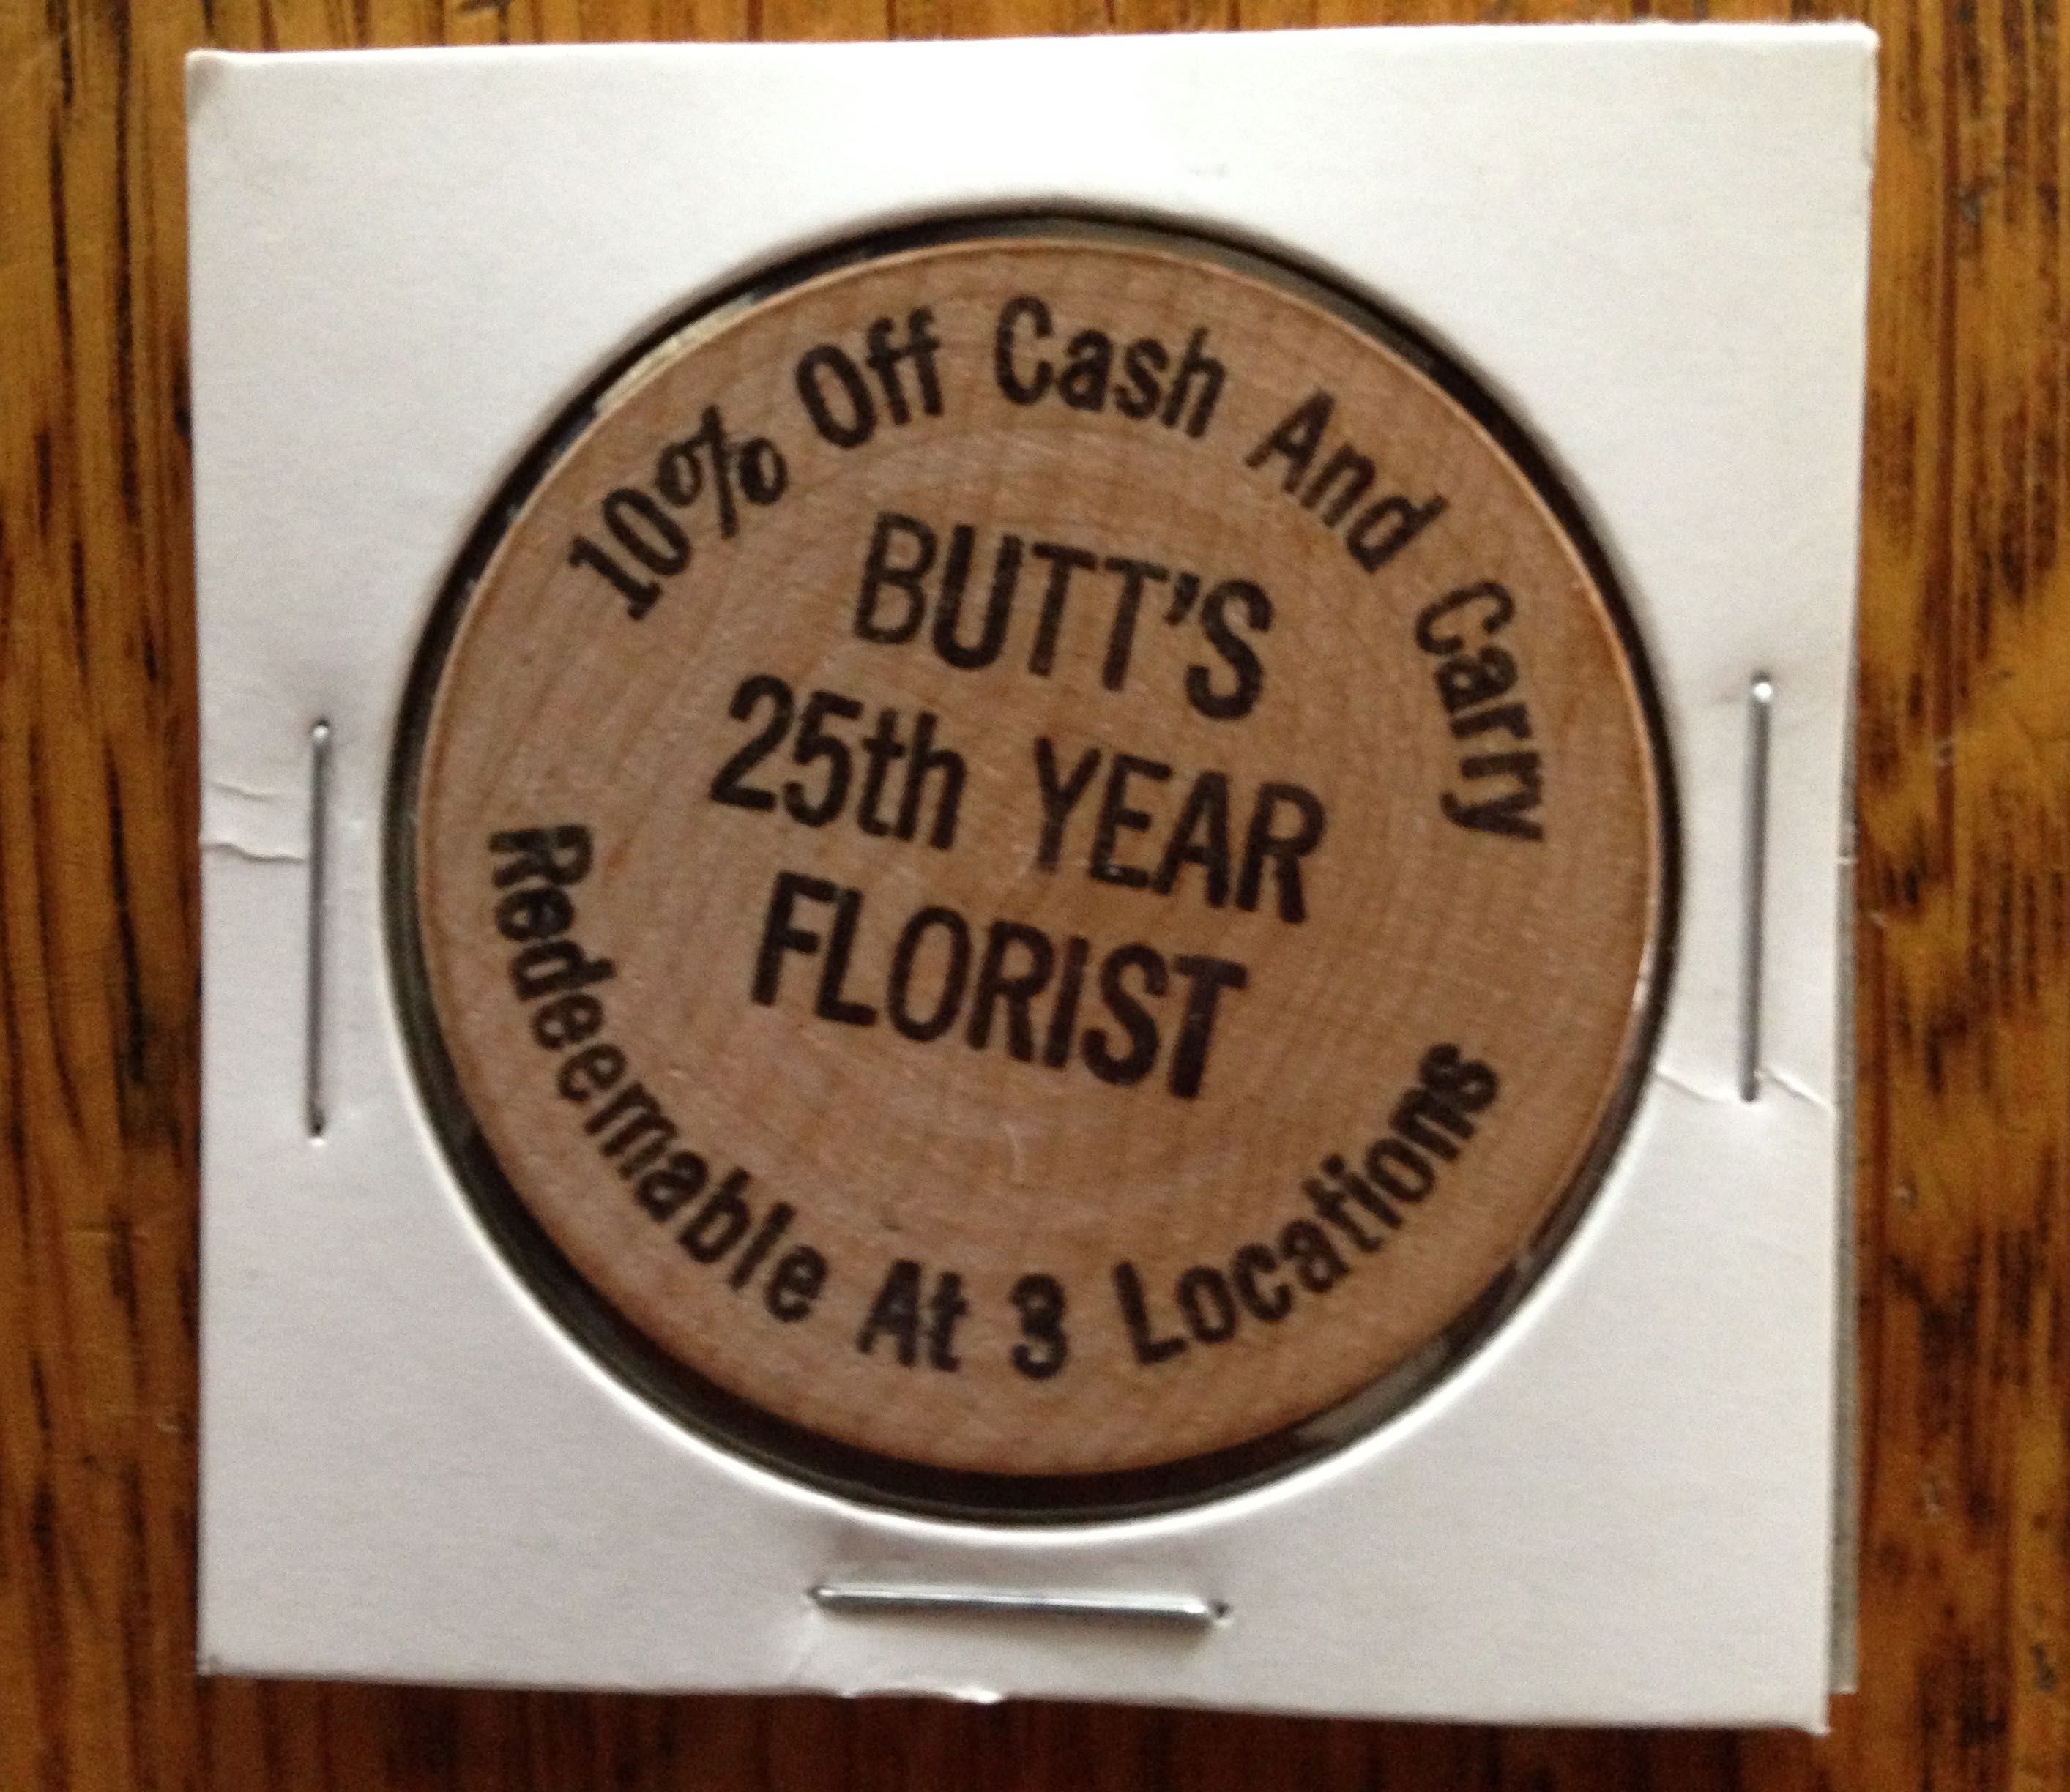 10% Off Cash And Carry
BUTT'S
25th YEAR
FLORIST
Redeemable At 3 Locations